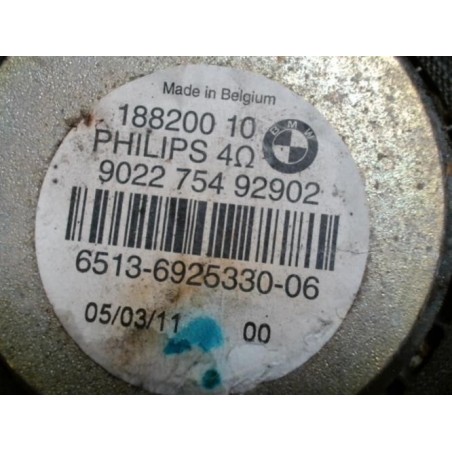 Made in Belgium
188200 10
BMW
PHILIPS 4Ω
9022 754 92902
6513-6925330-06
05/03/11 00